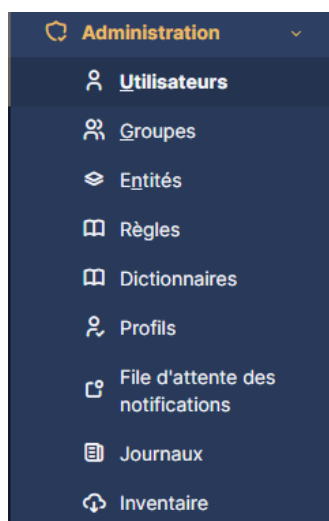 Administration
Utilisateurs
Groupes
Entités
Règles
Dictionnaires
Profils
File d'attente des
notifications
Journaux
Inventaire